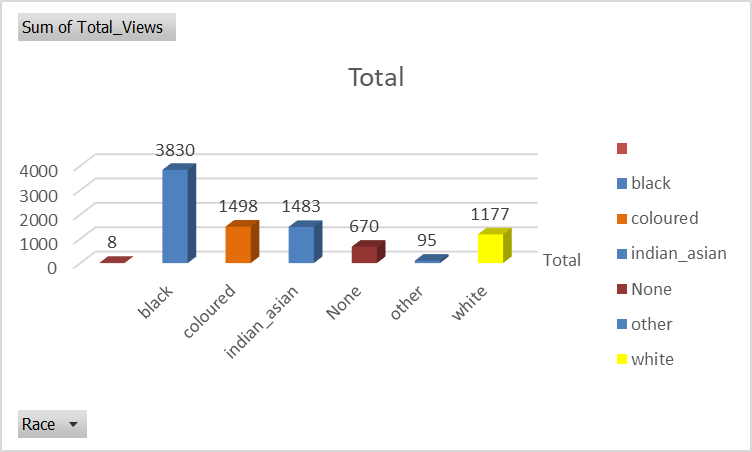 Sum of Total_Views
Total
4000
3000
2000
1000
0
8
3830
1498
1483
670
95
1177
black
coloured
indian_asian
None
other
white
Total
black
coloured
indian_asian
None
other
white
Race